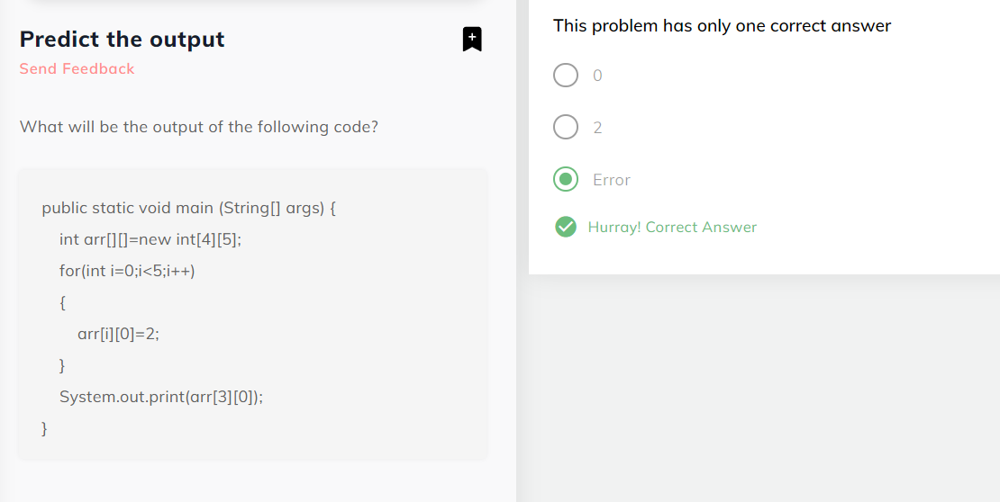 Predict the output
Send Feedback
What will be the output of the following code?
public static void main (String[] args) {
int arr[][]=new int[4][5];
for(int i=0;i<5;i++)
{
arr[i][0]=2;
}
System.out.print(arr[3][0]);
}
This problem has only one correct answer
0
2
Error
Hurray! Correct Answer